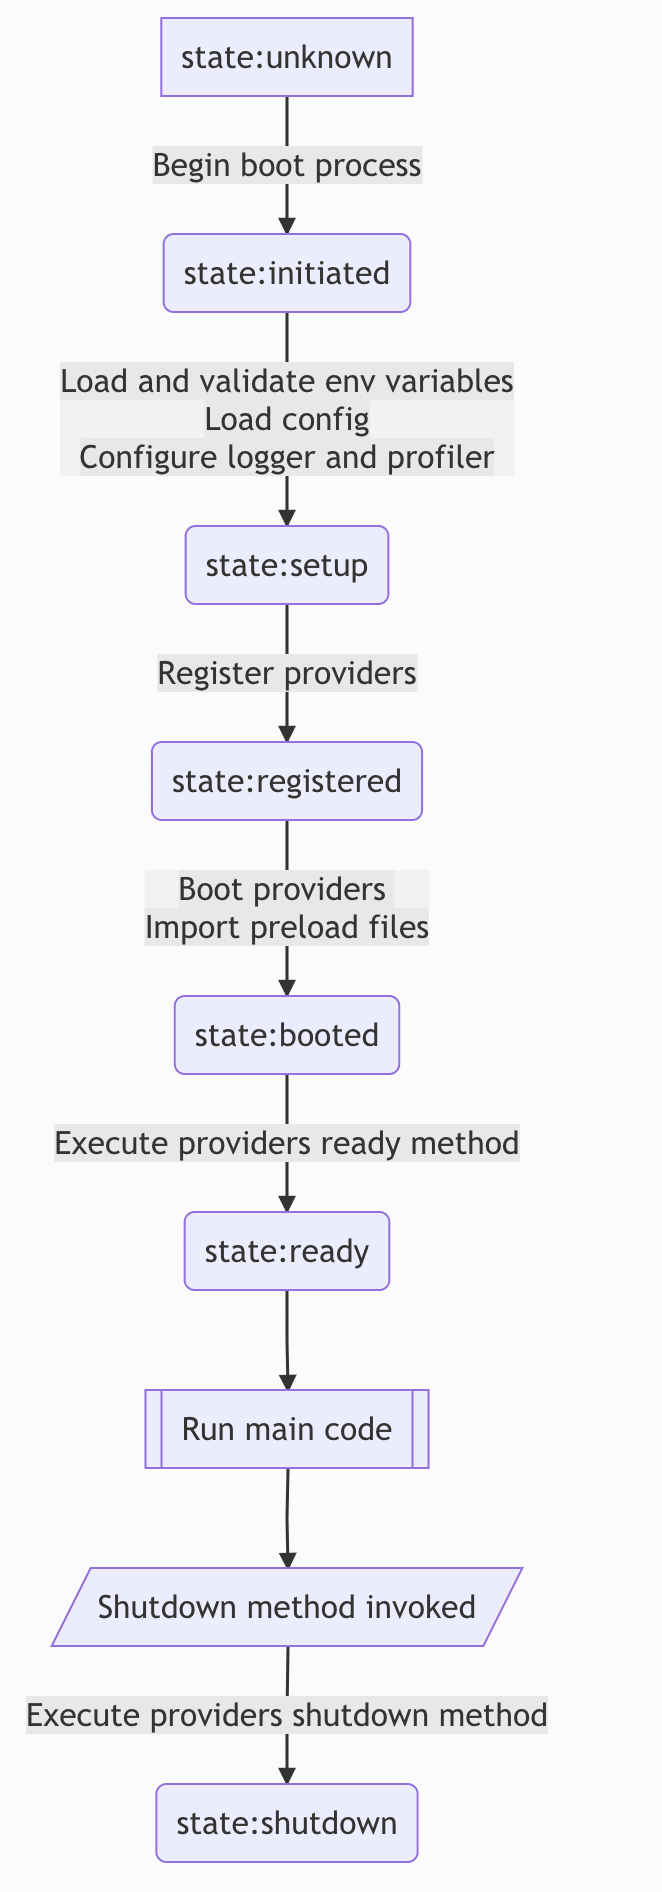 state:unknown
Begin boot process
state:initiated
Load and validate env variables
Load config
Configure logger and profiler
state:setup
Register providers
state:registered
Boot providers
Import preload files
state:booted
Execute providers ready method
state:ready
Run main code
Shutdown method invoked
Execute providers shutdown method
state:shutdown